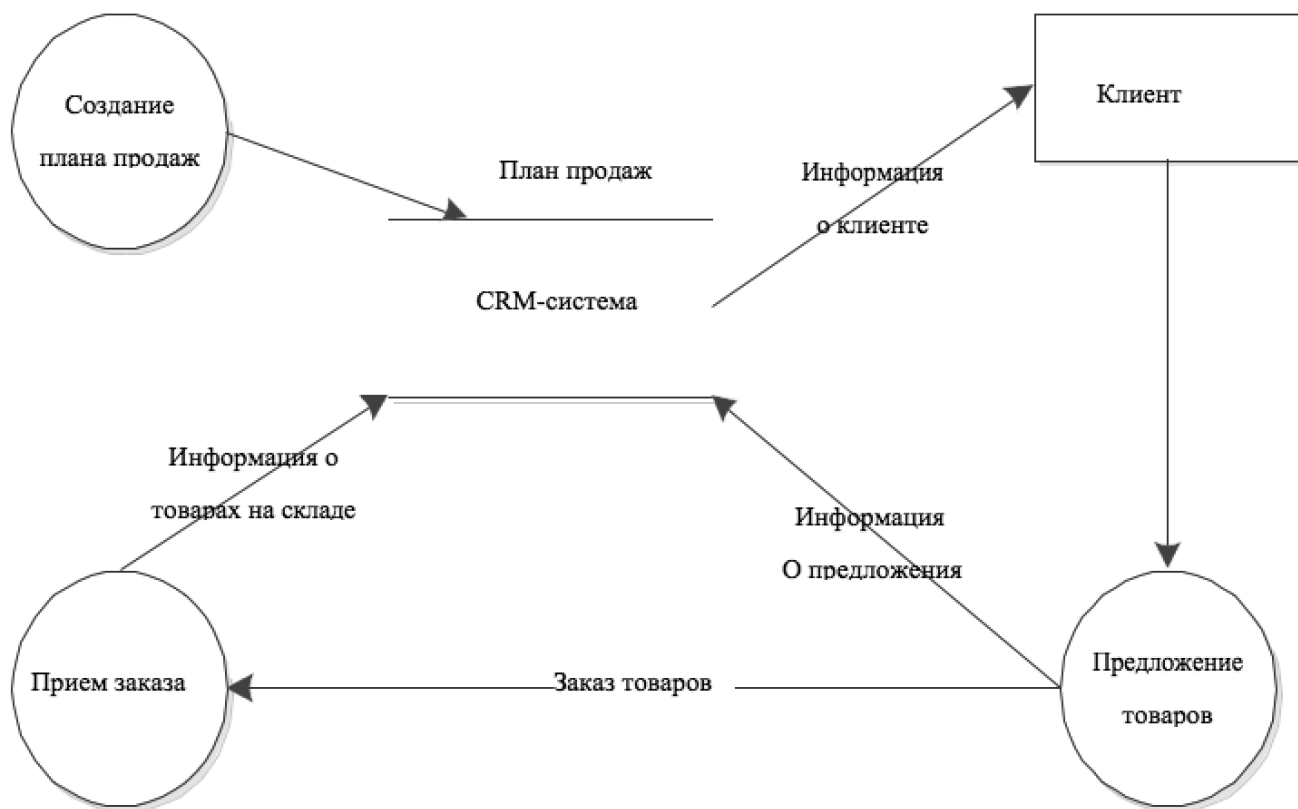 Создание
плана продаж
План продаж
Информация
о клиенте
Клиент
CRM-система
Информация о
товарах на складе
Информация
О предложения
Прием заказа
Заказ товаров
Предложение
товаров